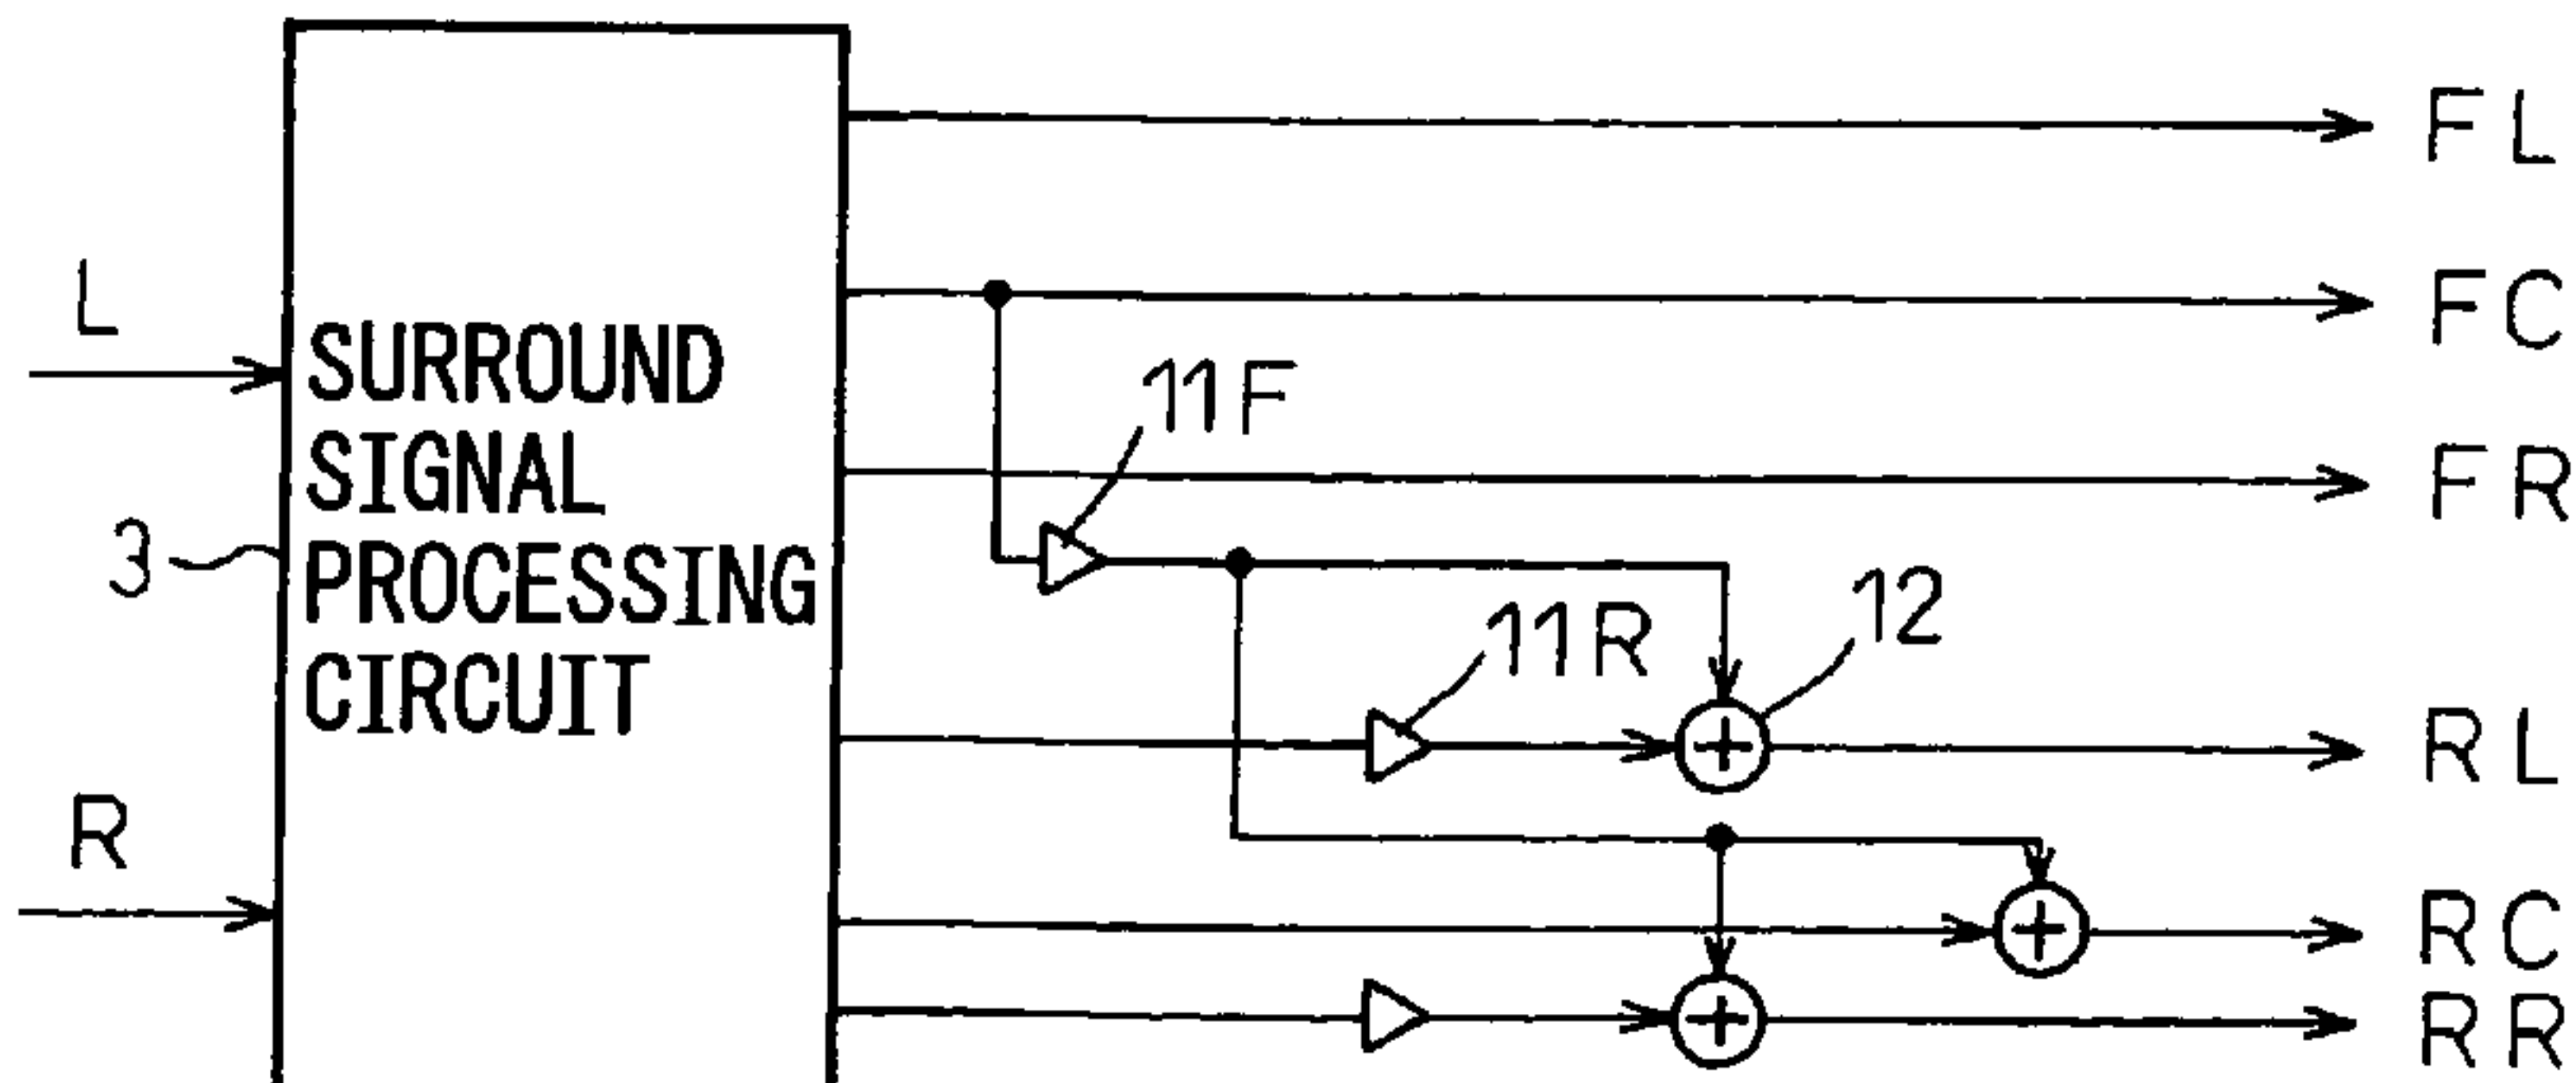 FL
L
FC
SURROUND
SIGNAL
PROCESSING
CIRCUIT
11F
FR
3
11R
12
RL
R
RC
RR